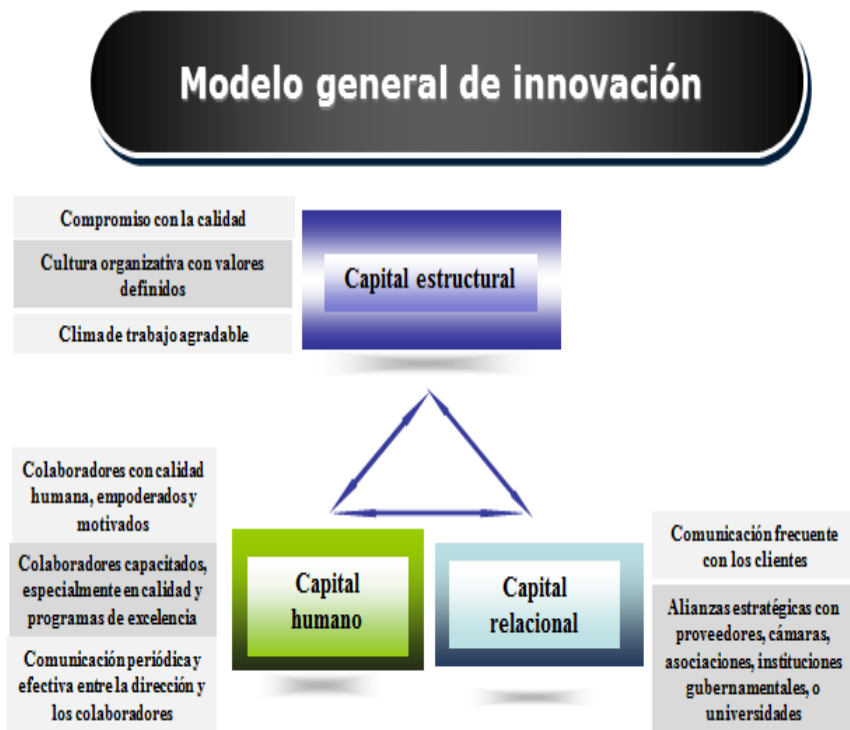 Modelo general de innovación
Compromiso con la calidad
Cultura organizativa con valores
definidos
Clima de trabajo agradable
Capital estructural
Colaboradores con calidad
humana, empoderados y
motivados
Colaboradores capacitados,
especialmente en calidad y
programas de excelencia
Comunicación periódica y
efectiva entre la dirección y
los colaboradores
Capital
humano
Capital
relacional
Comunicación frecuente
con los clientes
Alianzas estratégicas con
proveedores, cámaras,
asociaciones, instituciones
gubernamentales, o
universidades